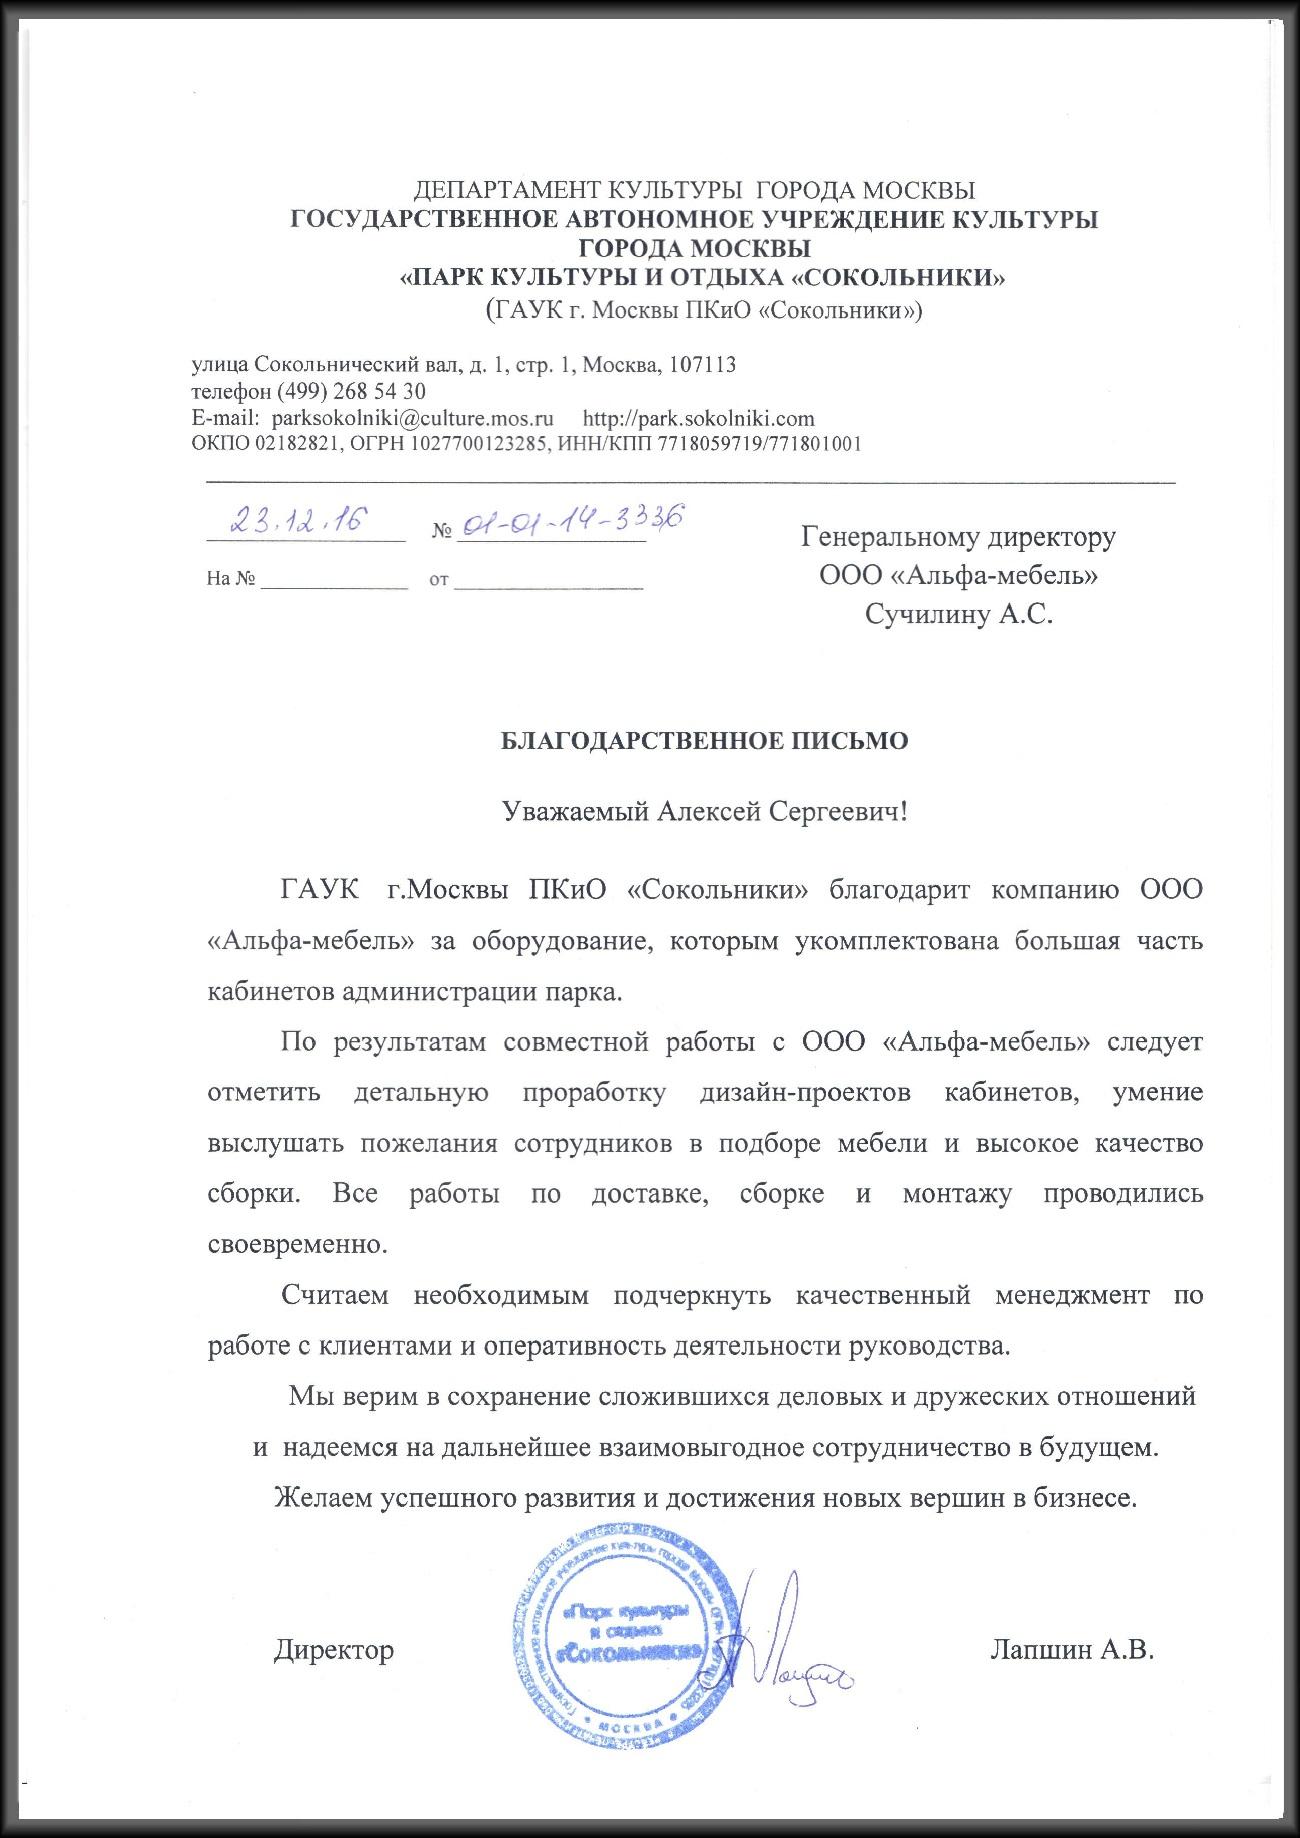 ДЕПАРТАМЕНТ КУЛЬТУРЫ ГОРОДА МОСКВЫ
ГОСУДАРСТВЕННОЕ АВТОНОМНОЕ УЧРЕЖДЕНИЕ КУЛЬТУРЫ
ГОРОДА МОСКВЫ
«ПАРК КУЛЬТУРЫ И ОТДЫХА «СОКОЛЬНИКИ»
(ГАУК г. Москвы ПКиО «Сокольники»)
улица Сокольнический вал, д. 1, стр. 1, Москва, 107113
телефон (499) 268 54 30
E-mail: parksokolniki@culture.mos.ru http://park.sokolniki.com
ОКПО 02182821, ОГРН 1027700123285, ИНН/КПП 7718059719/771801001
23.12.16 № 01-01-14-3336
На № от
Генеральному директору
ООО «Альфа-мебель»
Сучилину А.С.
БЛАГОДАРСТВЕННОЕ ПИСЬМО
Уважаемый Алексей Сергеевич!
ГАУК г.Москвы ПКиО «Сокольники» благодарит компанию ООО
«Альфа-мебель» за оборудование, которым укомплектована большая часть
кабинетов администрации парка.
По результатам совместной работы с ООО «Альфа-мебель» следует
отметить детальную проработку дизайн-проектов кабинетов, умение
выслушать пожелания сотрудников в подборе мебели и высокое качество
сборки. Все работы по доставке, сборке и монтажу проводились
своевременно.
Считаем необходимым подчеркнуть качественный менеджмент по
работе с клиентами и оперативность деятельности руководства.
Мы верим в сохранение сложившихся деловых и дружеских отношений
и надеемся на дальнейшее взаимовыгодное сотрудничество в будущем.
Желаем успешного развития и достижения новых вершин в бизнесе.
Директор
Лапшин А.В.
«Парк культуры
и отдыха
«Сокольники»
МОСКВА